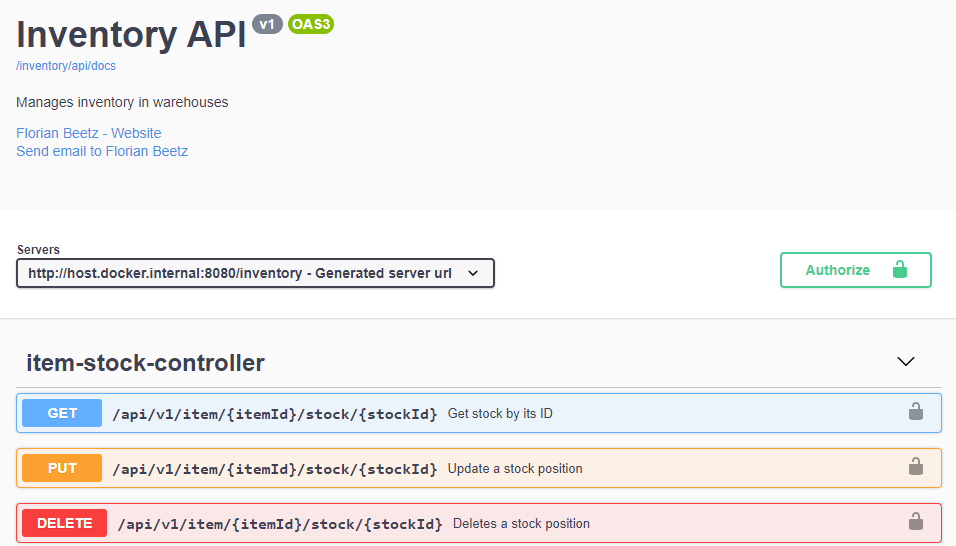 Inventory API v1 OAS3
/inventory/api/docs
Manages inventory in warehouses
Florian Beetz - Website
Send email to Florian Beetz
Servers
http://host.docker.internal:8080/inventory - Generated server url
Authorize
item-stock-controller
GET /api/v1/item/{itemId}/stock/{stockId} Get stock by its ID
PUT /api/v1/item/{itemId}/stock/{stockId} Update a stock position
DELETE /api/v1/item/{itemId}/stock/{stockId} Deletes a stock position